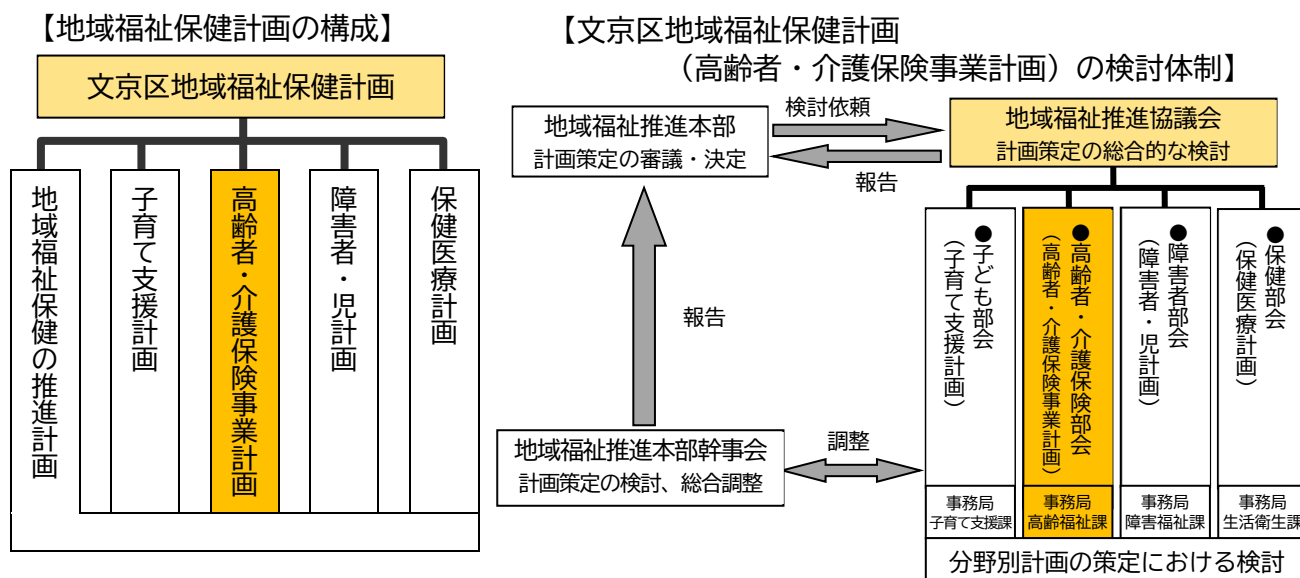 【地域福祉保健計画の構成】
文京区地域福祉保健計画
地域福祉保健の推進計画
子育て支援計画
高齢者・介護保険事業計画
障害者・児計画
保健医療計画
【文京区地域福祉保健計画
（高齢者・介護保険事業計画）の検討体制】
地域福祉推進本部
計画策定の審議・決定
検討依頼
報告
地域福祉推進協議会
計画策定の総合的な検討
報告
地域福祉推進本部幹事会
計画策定の検討、総合調整
調整
●子ども部会
（子育て支援計画）
事務局
子育て支援課
●高齢者・介護保険部会
（高齢者・介護保険事業計画）
事務局
高齢福祉課
●障害者部会
（障害者・児計画）
事務局
障害福祉課
●保健部会
（保健医療計画）
事務局
生活衛生課
分野別計画の策定における検討